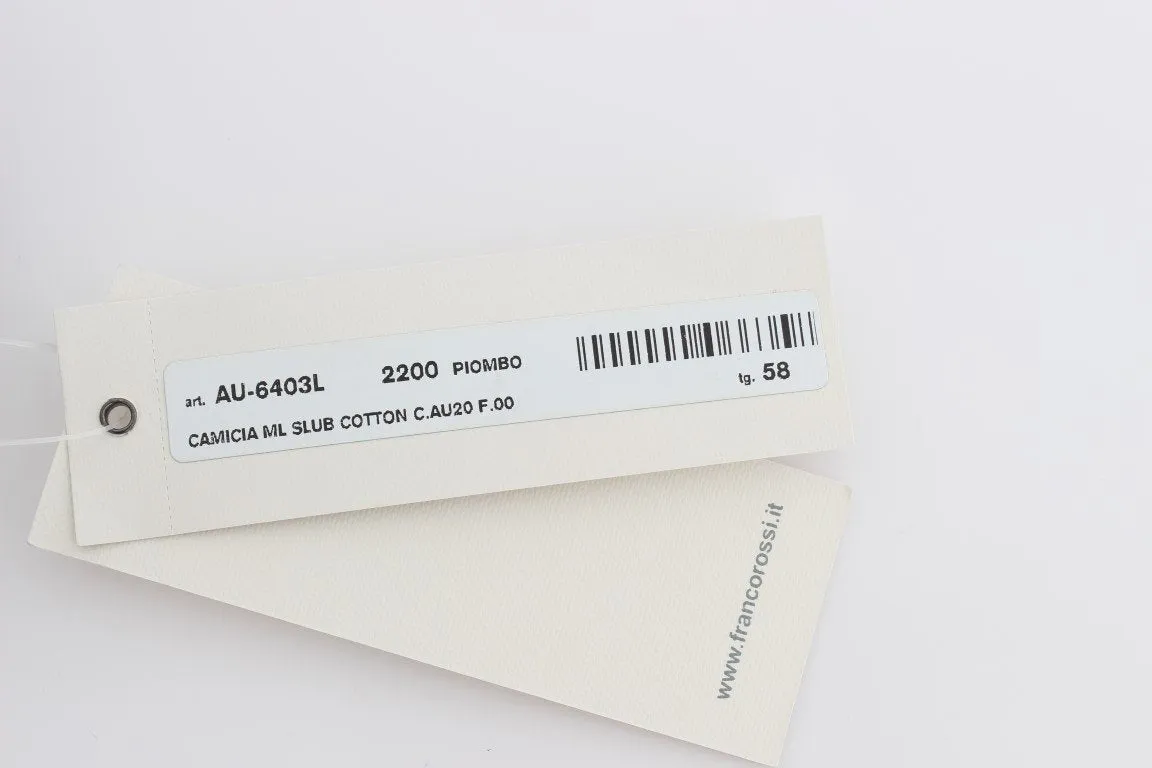 art. AU-6403L 2200 PIOMBO
tg. 58
CAMICIA ML SLUB COTTON C.AU20 F.00
www.francorossi.it